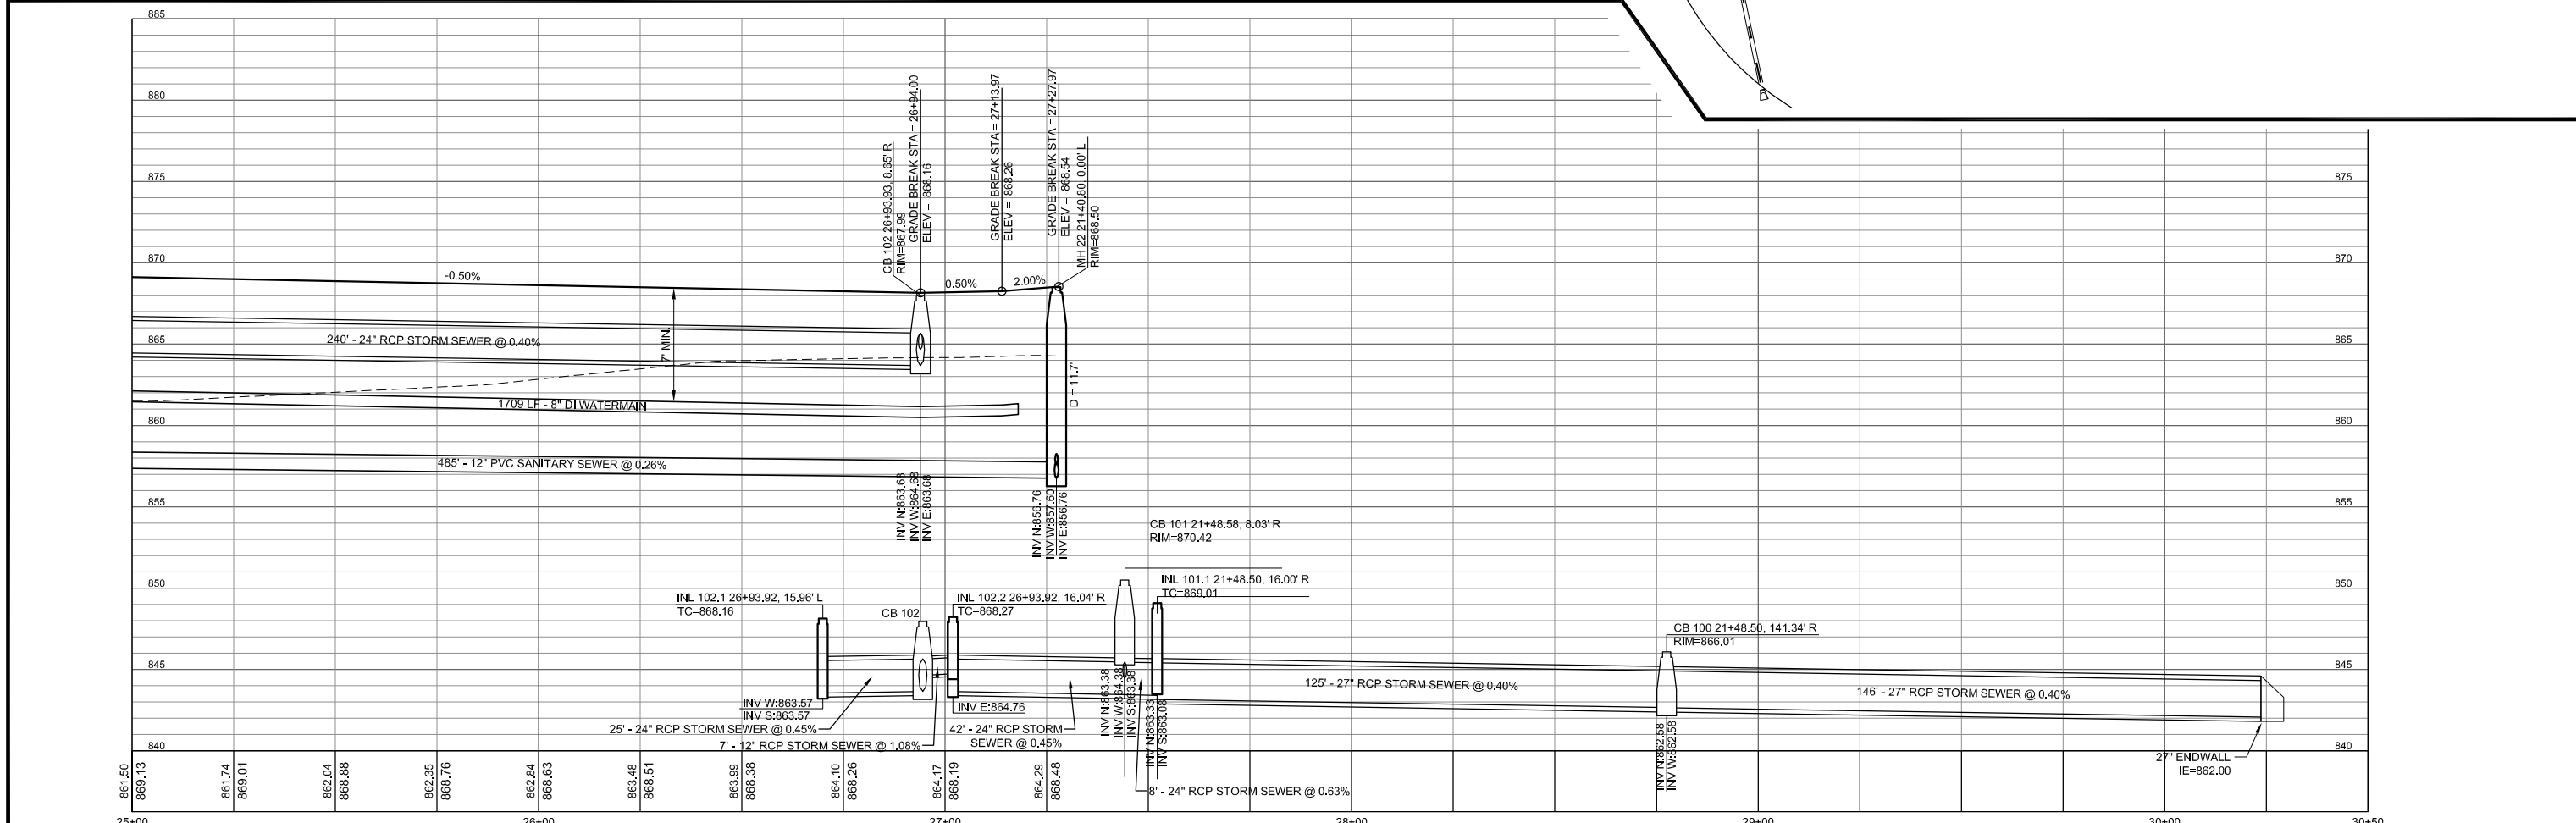 885
880
875
875
870
870
865
865
860
860
855
855
850
850
845
845
840
840
CB 102 26+93.93, 8.65' R
RIM=867.99
GRADE BREAK STA = 26+94.00
ELEV = 868.16
GRADE BREAK STA = 27+13.97
ELEV = 868.26
GRADE BREAK STA = 27+27.97
ELEV = 868.54
MH 22 21+40.80, 0.00' L
RIM=868.50
-0.50%
0.50%
2.00%
240' - 24" RCP STORM SEWER @ 0.40%
7' MIN.
1709 LF - 8" DI WATERMAIN
D = 11.7'
485' - 12" PVC SANITARY SEWER @ 0.26%
INV N:863.68
INV W:864.68
INV E:863.68
INV N:856.76
INV W:857.60
INV E:856.76
CB 101 21+48.58, 8.03' R
RIM=870.42
INL 101.1 21+48.50, 16.00' R
TC=869.01
INL 102.1 26+93.92, 15.96' L
TC=868.16
CB 102
INL 102.2 26+93.92, 16.04' R
TC=868.27
CB 100 21+48.50, 141.34' R
RIM=866.01
125' - 27" RCP STORM SEWER @ 0.40%
146' - 27" RCP STORM SEWER @ 0.40%
INV W:863.57
INV S:863.57
INV E:864.76
25' - 24" RCP STORM SEWER @ 0.45%
7' - 12" RCP STORM SEWER @ 1.08%
42' - 24" RCP STORM
SEWER @ 0.45%
INV N:863.38
INV W:864.38
INV S:863.38
INV N:863.33
INV S:863.08
8' - 24" RCP STORM SEWER @ 0.63%
INV N:862.58
INV W:862.58
27" ENDWALL
IE=862.00
861.50
869.13
861.74
869.01
862.04
868.88
862.35
868.76
862.84
868.63
863.48
868.51
863.99
868.38
864.10
868.26
864.17
868.19
864.29
868.48
25+00
26+00
27+00
28+00
29+00
30+00
30+50